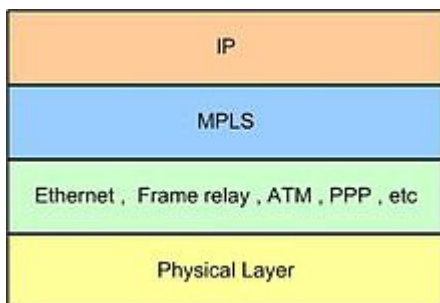 IP
MPLS
Ethernet , Frame relay , ATM , PPP , etc
Physical Layer